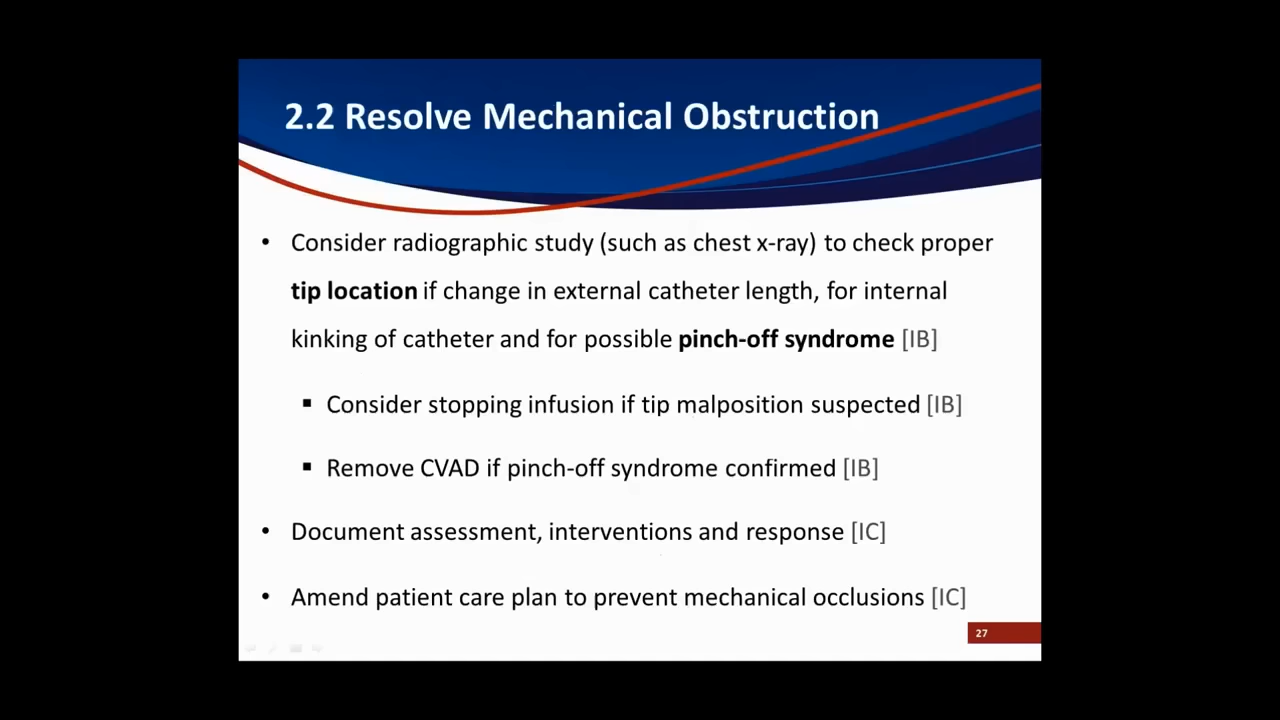 2.2 Resolve Mechanical Obstruction
• Consider radiographic study (such as chest x-ray) to check proper
tip location if change in external catheter length, for internal
kinking of catheter and for possible pinch-off syndrome [IB]
▪ Consider stopping infusion if tip malposition suspected [IB]
▪ Remove CVAD if pinch-off syndrome confirmed [IB]
• Document assessment, interventions and response [IC]
• Amend patient care plan to prevent mechanical occlusions [IC]
27